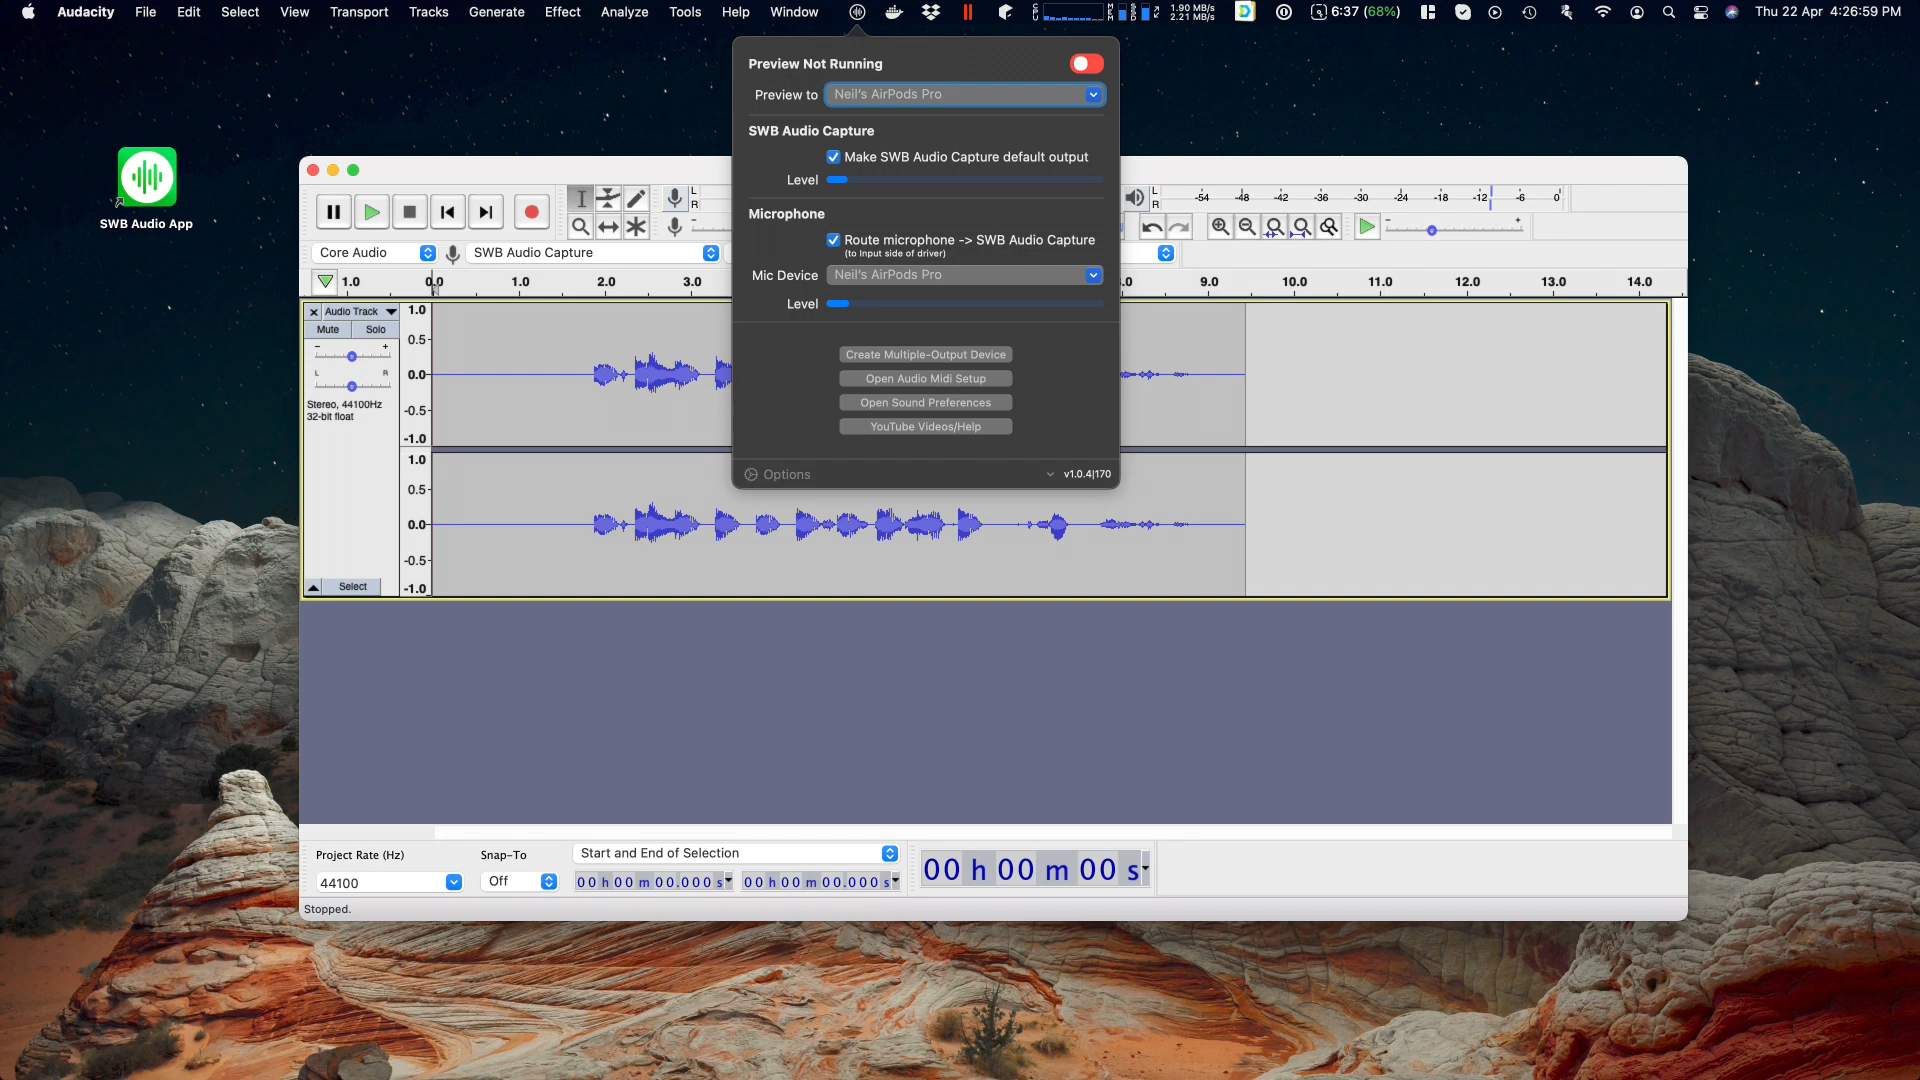 Audacity File Edit Select View Transport Tracks Generate Effect Analyze Tools Help Window 1.90 MB/s 2.21 MB/s 6:37 (68%) Thu 22 Apr 4:26:59 PM
SWB Audio App
Preview Not Running
Preview to Neil's AirPods Pro
SWB Audio Capture
Make SWB Audio Capture default output
Level
Microphone
Route microphone -> SWB Audio Capture
(to Input side of driver)
Mic Device Neil's AirPods Pro
Level
Create Multiple-Output Device
Open Audio Midi Setup
Open Sound Preferences
YouTube Videos/Help
Options v1.0.4|170
L
R
L
R
-54 -48 -42 -36 -30 -24 -18 -12 -6 0
Core Audio SWB Audio Capture
1.0 0.0 1.0 2.0 3.0 9.0 10.0 11.0 12.0 13.0 14.0
Audio Track
Mute Solo
- +
L R
Stereo, 44100Hz
32-bit float
Select
1.0
0.5
0.0
-0.5
-1.0
1.0
0.5
0.0
-0.5
-1.0
Project Rate (Hz) Snap-To Start and End of Selection
44100 Off 00 h 00 m 00.000 s 00 h 00 m 00.000 s 00 h 00 m 00 s
Stopped.